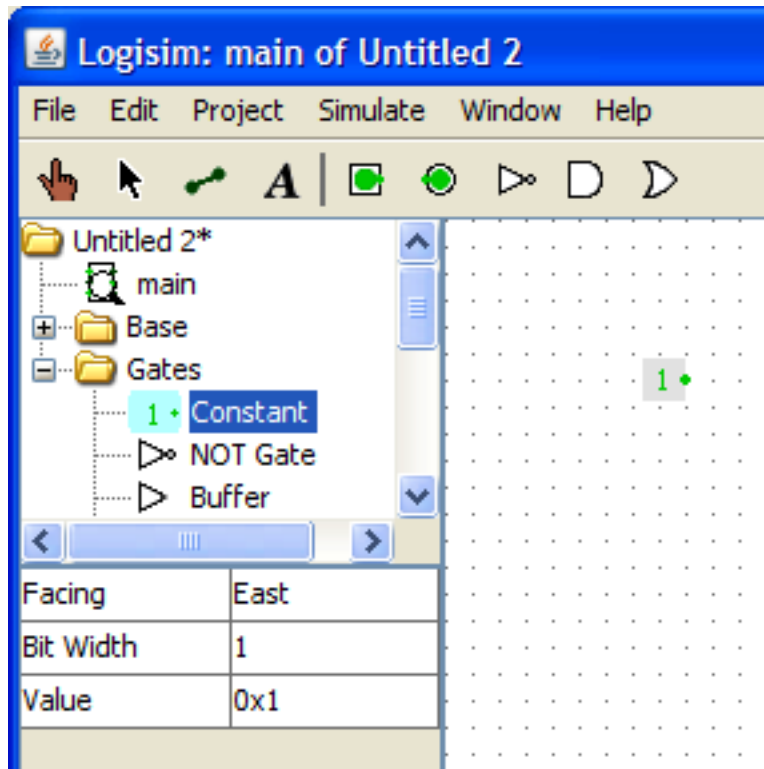 Logisim: main of Untitled 2
File Edit Project Simulate Window Help
A
Untitled 2*
main
Base
Gates
1 Constant
1
NOT Gate
Buffer
Facing East
Bit Width 1
Value 0x1